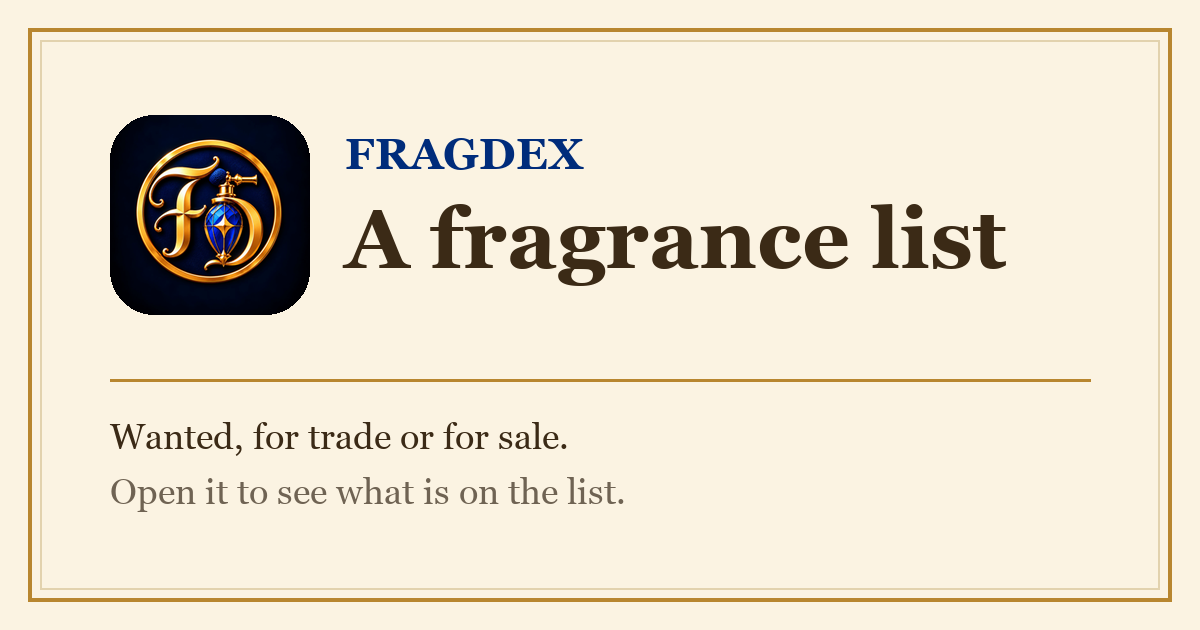 FRAGDEX
A fragrance list
Wanted, for trade or for sale.
Open it to see what is on the list.